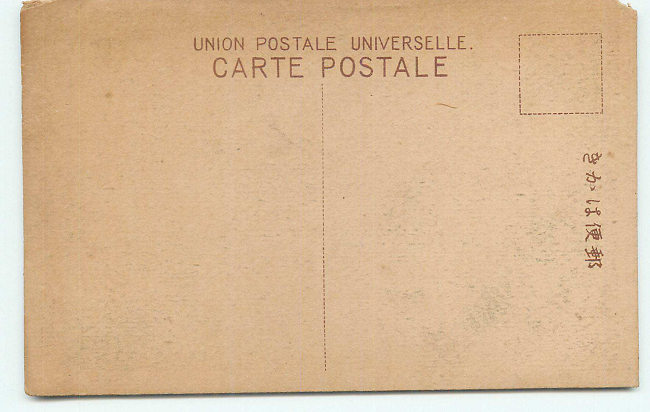 UNION POSTALE UNIVERSELLE.
CARTE POSTALE
郵便はかき